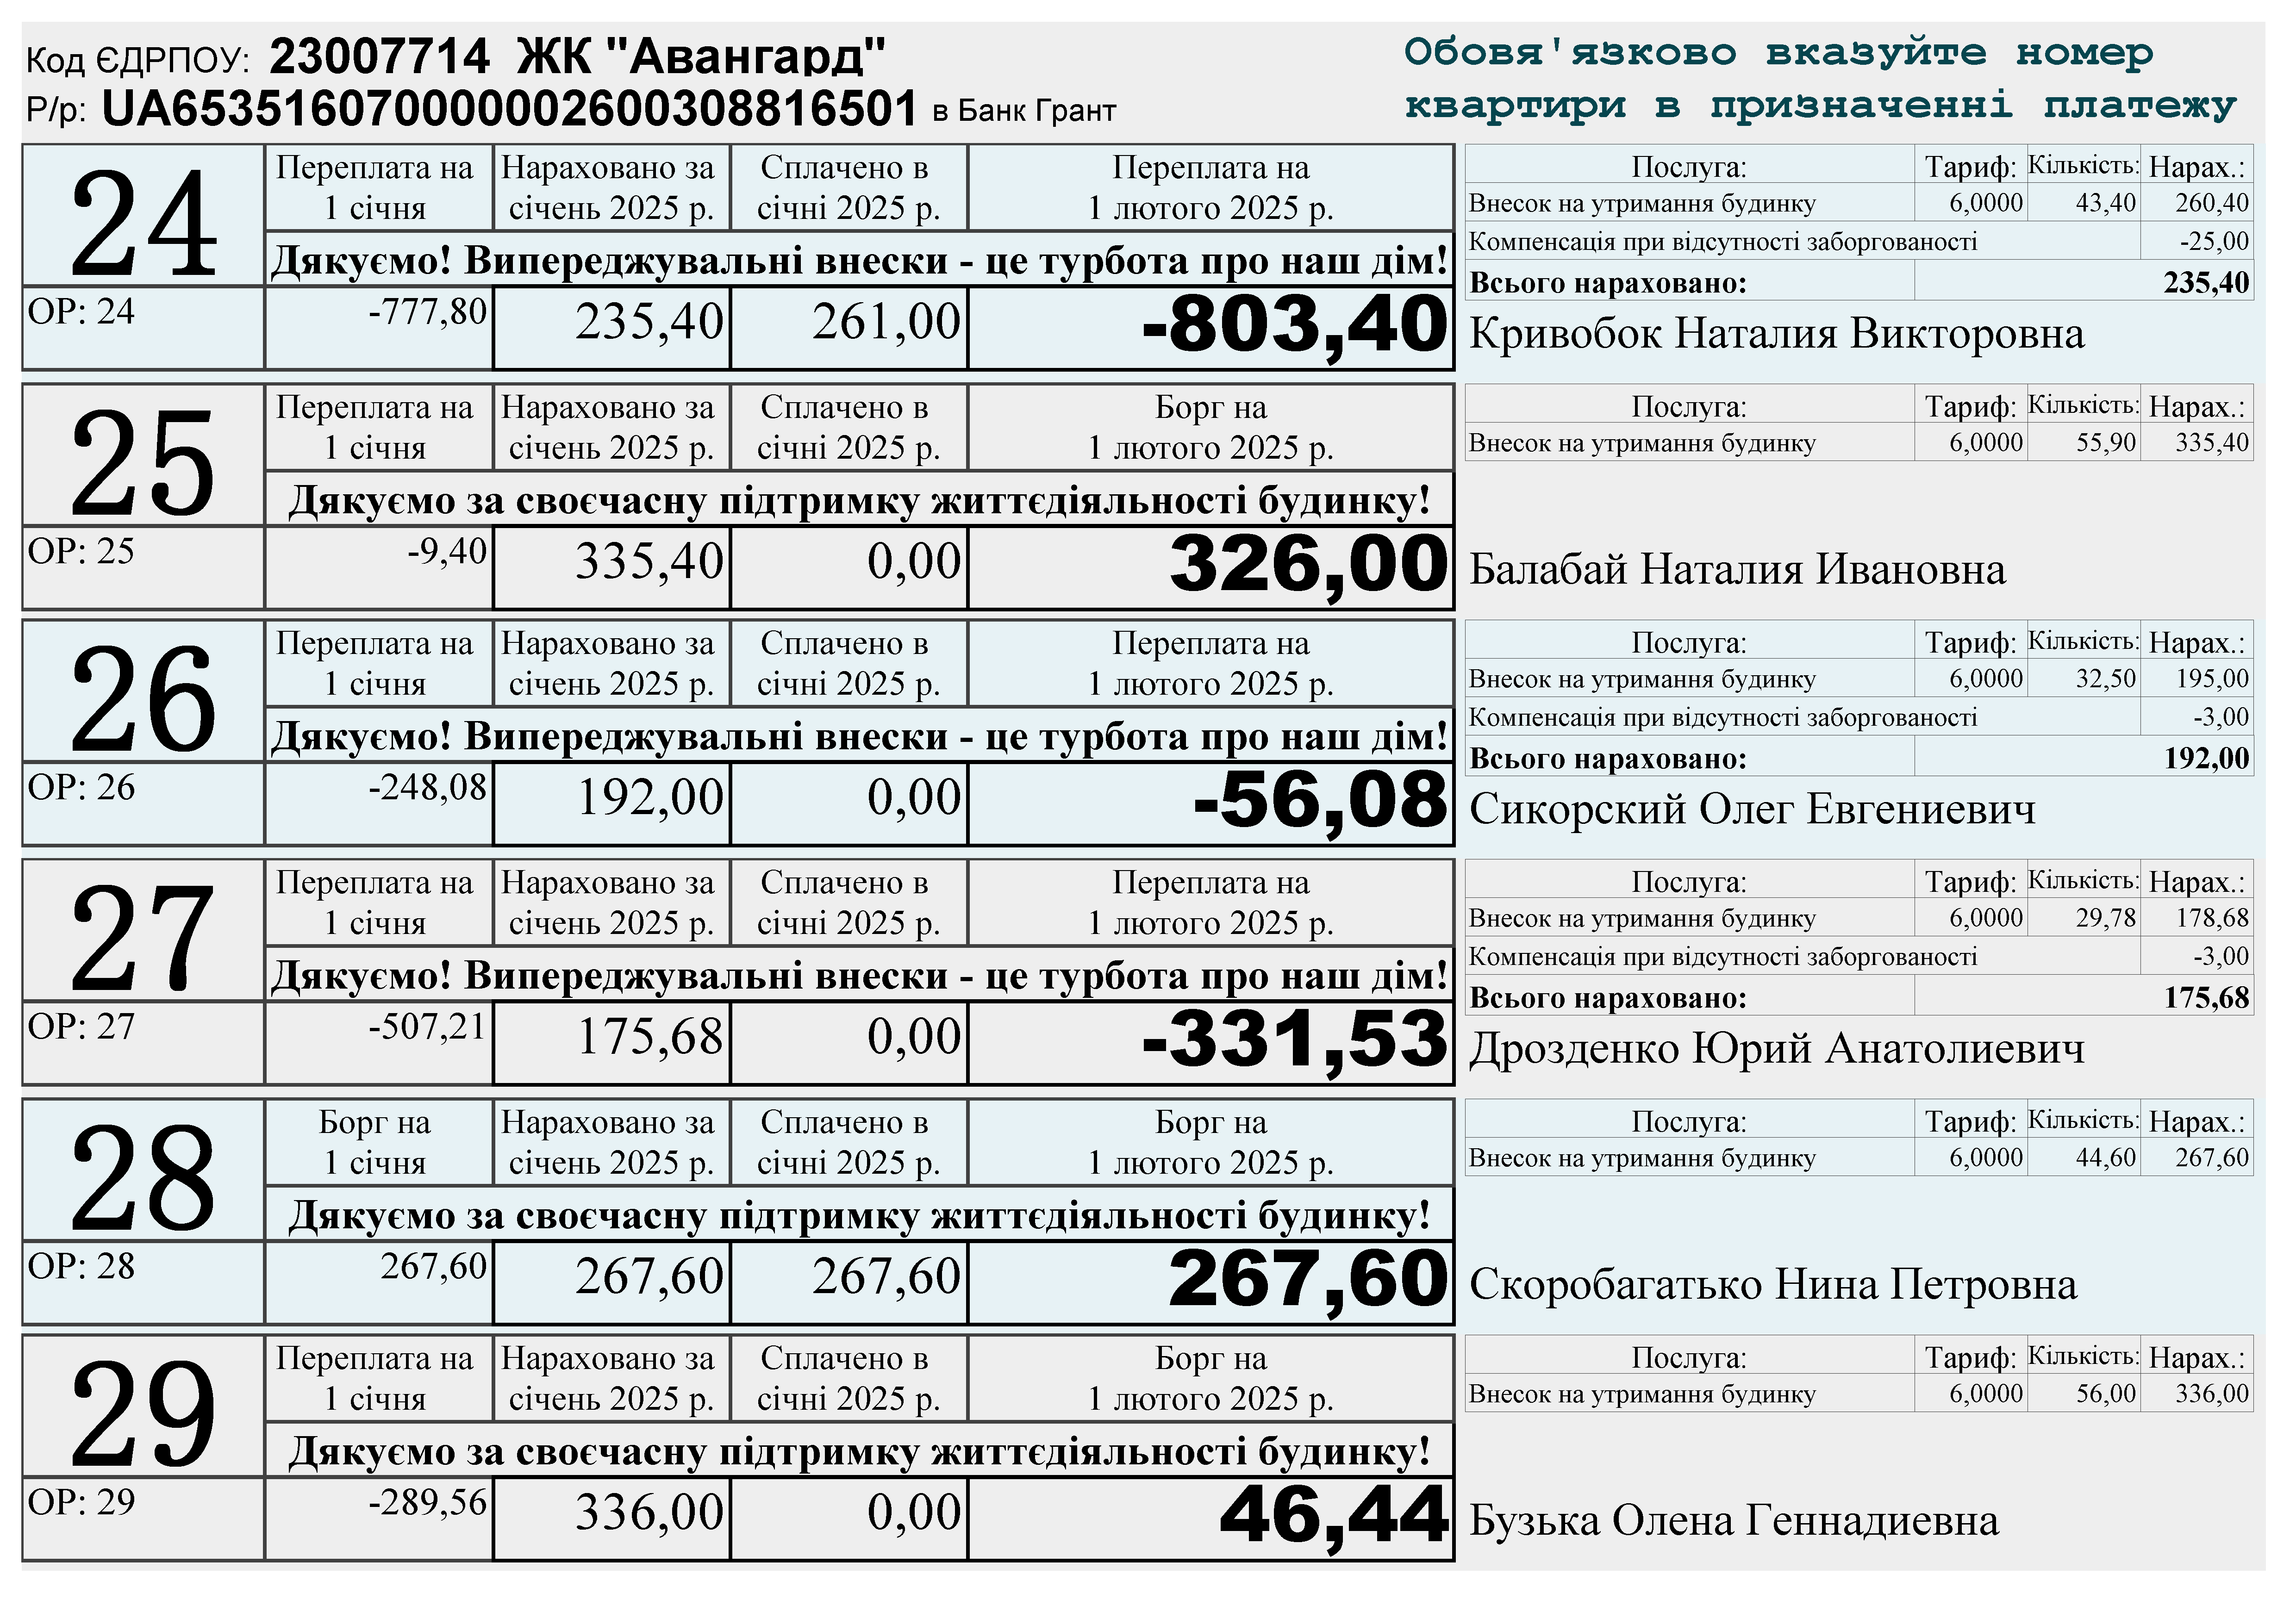 Код ЄДРПОУ: 23007714 ЖК "Авангард"
Р/р: UA653516070000002600308816501 в Банк Грант
Обовя'язково вказуйте номер
квартири в призначенні платежу
24
Переплата на 1 січня Нараховано за січень 2025 р. Сплачено в січні 2025 р. Переплата на 1 лютого 2025 р.
Дякуємо! Випереджувальні внески - це турбота про наш дім!
ОР: 24 -777,80 235,40 261,00 -803,40
Послуга: Тариф: Кількість: Нарах.:
Внесок на утримання будинку 6,0000 43,40 260,40
Компенсація при відсутності заборгованості -25,00
Всього нараховано: 235,40
Кривобок Наталия Викторовна
25
Переплата на 1 січня Нараховано за січень 2025 р. Сплачено в січні 2025 р. Борг на 1 лютого 2025 р.
Дякуємо за своєчасну підтримку життєдіяльності будинку!
ОР: 25 -9,40 335,40 0,00 326,00
Послуга: Тариф: Кількість: Нарах.:
Внесок на утримання будинку 6,0000 55,90 335,40
Балабай Наталия Ивановна
26
Переплата на 1 січня Нараховано за січень 2025 р. Сплачено в січні 2025 р. Переплата на 1 лютого 2025 р.
Дякуємо! Випереджувальні внески - це турбота про наш дім!
ОР: 26 -248,08 192,00 0,00 -56,08
Послуга: Тариф: Кількість: Нарах.:
Внесок на утримання будинку 6,0000 32,50 195,00
Компенсація при відсутності заборгованості -3,00
Всього нараховано: 192,00
Сикорский Олег Евгениевич
27
Переплата на 1 січня Нараховано за січень 2025 р. Сплачено в січні 2025 р. Переплата на 1 лютого 2025 р.
Дякуємо! Випереджувальні внески - це турбота про наш дім!
ОР: 27 -507,21 175,68 0,00 -331,53
Послуга: Тариф: Кількість: Нарах.:
Внесок на утримання будинку 6,0000 29,78 178,68
Компенсація при відсутності заборгованості -3,00
Всього нараховано: 175,68
Дрозденко Юрий Анатолиевич
28
Борг на 1 січня Нараховано за січень 2025 р. Сплачено в січні 2025 р. Борг на 1 лютого 2025 р.
Дякуємо за своєчасну підтримку життєдіяльності будинку!
ОР: 28 267,60 267,60 267,60 267,60
Послуга: Тариф: Кількість: Нарах.:
Внесок на утримання будинку 6,0000 44,60 267,60
Скоробагатько Нина Петровна
29
Переплата на 1 січня Нараховано за січень 2025 р. Сплачено в січні 2025 р. Борг на 1 лютого 2025 р.
Дякуємо за своєчасну підтримку життєдіяльності будинку!
ОР: 29 -289,56 336,00 0,00 46,44
Послуга: Тариф: Кількість: Нарах.:
Внесок на утримання будинку 6,0000 56,00 336,00
Бузька Олена Геннадиевна